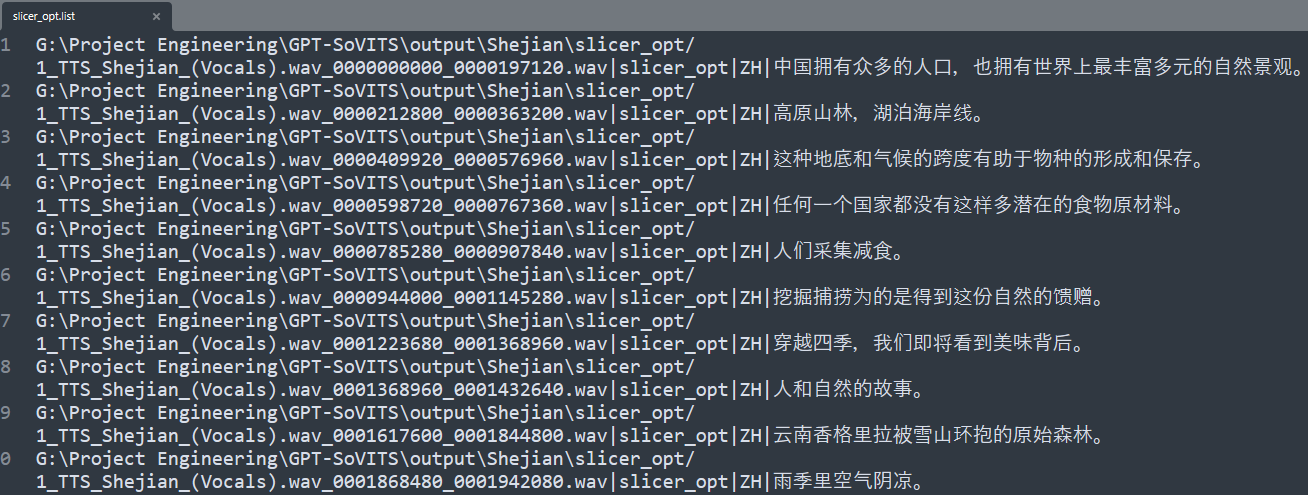 slicer_opt.list ×
1 G:\Project Engineering\GPT-SoVITS\output\Shejian\slicer_opt/
1_TTS_Shejian_(Vocals).wav_0000000000_0000197120.wav|slicer_opt|ZH|中国拥有众多的人口，也拥有世界上最丰富多元的自然景观。
2 G:\Project Engineering\GPT-SoVITS\output\Shejian\slicer_opt/
1_TTS_Shejian_(Vocals).wav_0000212800_0000363200.wav|slicer_opt|ZH|高原山林，湖泊海岸线。
3 G:\Project Engineering\GPT-SoVITS\output\Shejian\slicer_opt/
1_TTS_Shejian_(Vocals).wav_0000409920_0000576960.wav|slicer_opt|ZH|这种地底和气候的跨度有助于物种的形成和保存。
4 G:\Project Engineering\GPT-SoVITS\output\Shejian\slicer_opt/
1_TTS_Shejian_(Vocals).wav_0000598720_0000767360.wav|slicer_opt|ZH|任何一个国家都没有这样多潜在的食物原材料。
5 G:\Project Engineering\GPT-SoVITS\output\Shejian\slicer_opt/
1_TTS_Shejian_(Vocals).wav_0000785280_0000907840.wav|slicer_opt|ZH|人们采集减食。
6 G:\Project Engineering\GPT-SoVITS\output\Shejian\slicer_opt/
1_TTS_Shejian_(Vocals).wav_0000944000_0001145280.wav|slicer_opt|ZH|挖掘捕捞为的是得到这份自然的馈赠。
7 G:\Project Engineering\GPT-SoVITS\output\Shejian\slicer_opt/
1_TTS_Shejian_(Vocals).wav_0001223680_0001368960.wav|slicer_opt|ZH|穿越四季，我们即将看到美味背后。
8 G:\Project Engineering\GPT-SoVITS\output\Shejian\slicer_opt/
1_TTS_Shejian_(Vocals).wav_0001368960_0001432640.wav|slicer_opt|ZH|人和自然的故事。
9 G:\Project Engineering\GPT-SoVITS\output\Shejian\slicer_opt/
1_TTS_Shejian_(Vocals).wav_0001617600_0001844800.wav|slicer_opt|ZH|云南香格里拉被雪山环抱的原始森林。
0 G:\Project Engineering\GPT-SoVITS\output\Shejian\slicer_opt/
1_TTS_Shejian_(Vocals).wav_0001868480_0001942080.wav|slicer_opt|ZH|雨季里空气阴凉。